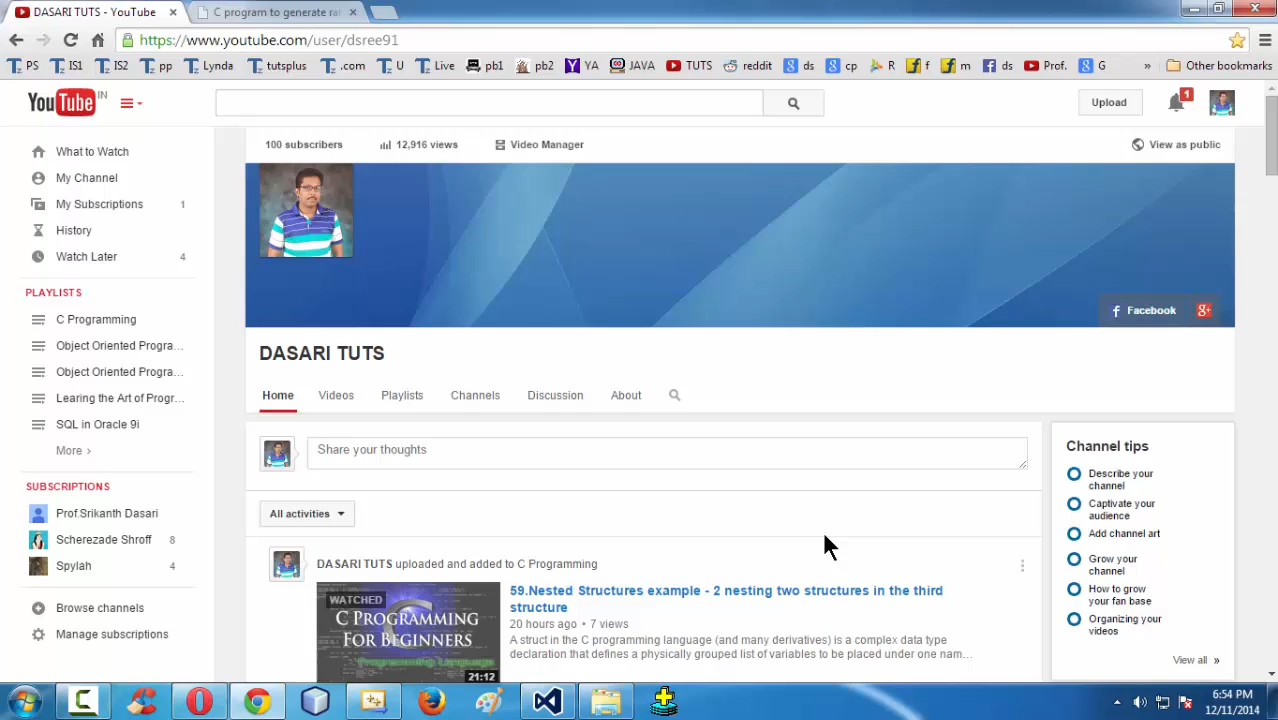 DASARI TUTS - YouTube
C program to generate ra
https://www.youtube.com/user/dsree91
PS IS1 IS2 pp Lynda tutsplus .com U Live pb1 pb2 YA JAVA TUTS reddit ds cp R f m ds Prof. G » Other bookmarks
YouTube IN
Upload
1
What to Watch
My Channel
My Subscriptions 1
History
Watch Later 4
PLAYLISTS
C Programming
Object Oriented Progra...
Object Oriented Progra...
Learing the Art of Progr...
SQL in Oracle 9i
More ›
SUBSCRIPTIONS
Prof.Srikanth Dasari
Scherezade Shroff 8
Spylah 4
Browse channels
Manage subscriptions
100 subscribers 12,916 views Video Manager View as public
Facebook g+
DASARI TUTS
Home Videos Playlists Channels Discussion About
Share your thoughts
All activities
DASARI TUTS uploaded and added to C Programming
WATCHED
C PROGRAMMING
FOR BEGINNERS
Programming Language
21:12
59.Nested Structures example - 2 nesting two structures in the third
structure
20 hours ago • 7 views
A struct in the C programming language (and many derivatives) is a complex data type
declaration that defines a physically grouped list of variables to be placed under one nam...
Channel tips
Describe your
channel
Captivate your
audience
Add channel art
Grow your
channel
How to grow
your fan base
Organizing your
videos
View all »
6:54 PM
12/11/2014